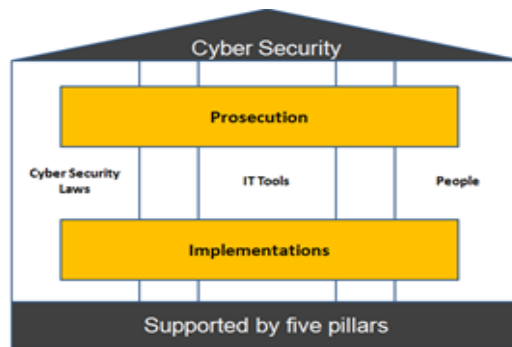 Cyber Security
Prosecution
Cyber Security
Laws
IT Tools
People
Implementations
Supported by five pillars